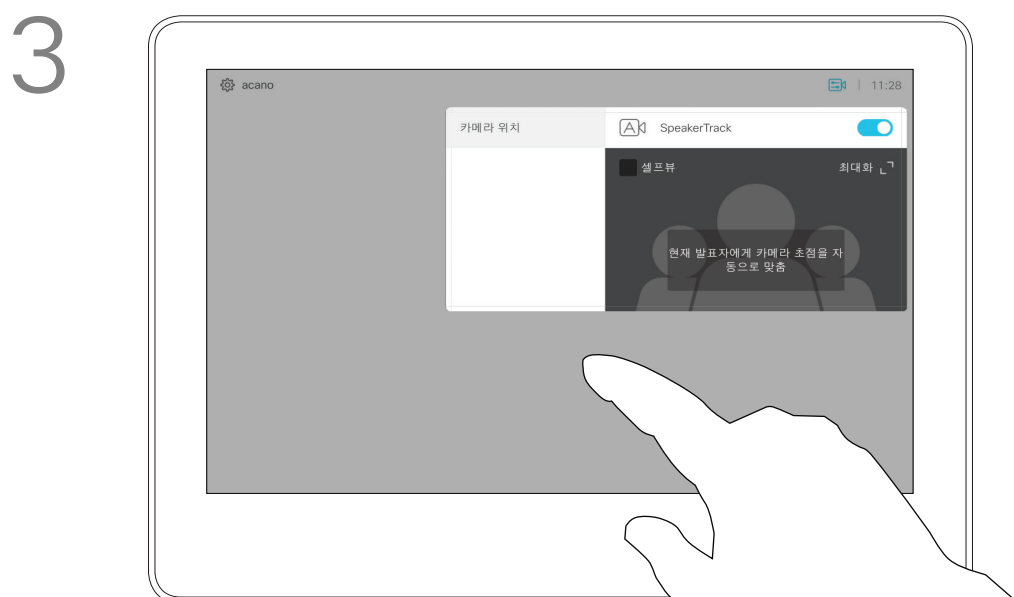 3
acano
11:28
카메라 위치
SpeakerTrack
셀프뷰
최대화
현재 발표자에게 카메라 초점을 자
동으로 맞춤